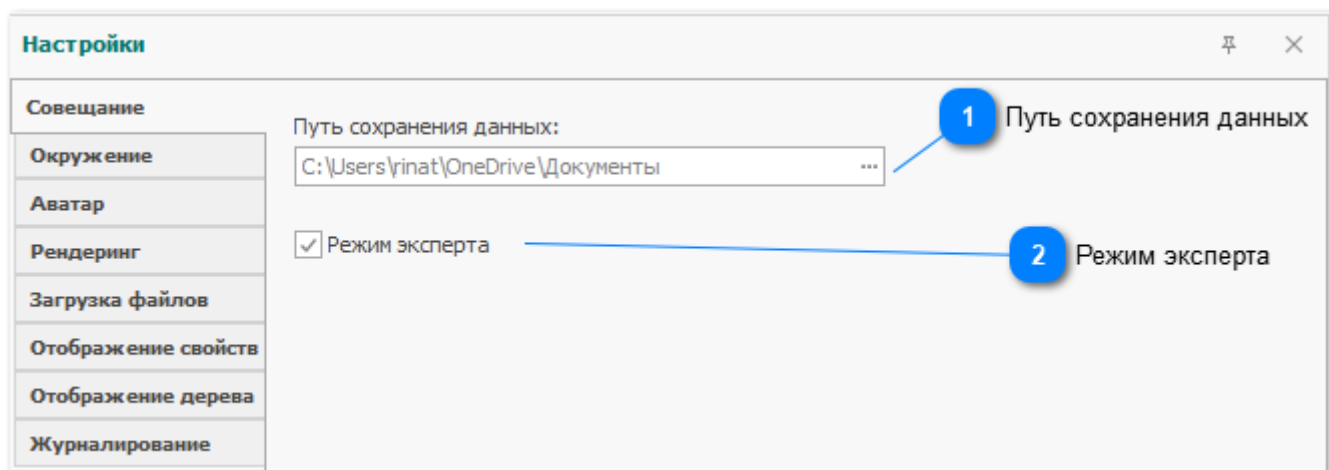 Настройки
Совещание
Окружение
Аватар
Рендеринг
Загрузка файлов
Отображение свойств
Отображение дерева
Журналирование
Путь сохранения данных:
C:\Users\rinat\OneDrive\Документы ...
Режим эксперта
1 Путь сохранения данных
2 Режим эксперта